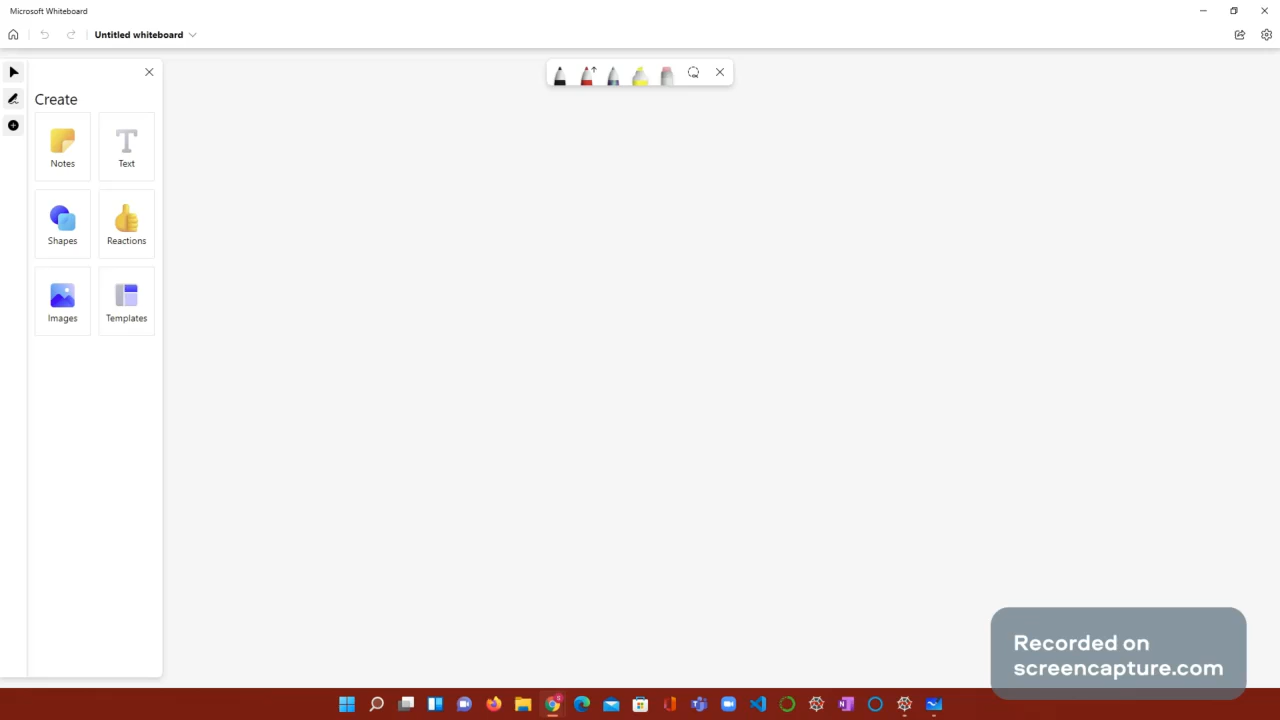 Microsoft Whiteboard
Untitled whiteboard
Create
Notes
Text
Shapes
Reactions
Images
Templates
Recorded on
screencapture.com